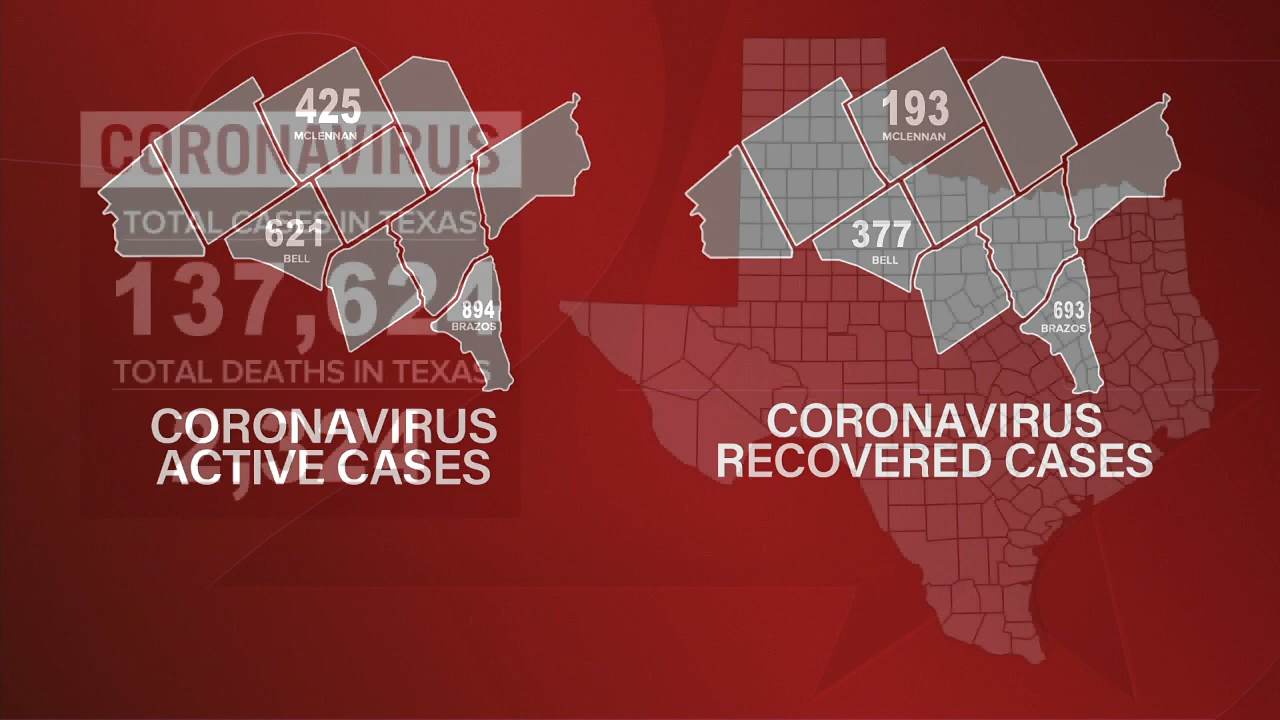 425
MCLENNAN
CORONAVIRUS
TOTAL CASES IN TEXAS
621
BELL
137,624
894
BRAZOS
TOTAL DEATHS IN TEXAS
CORONAVIRUS
ACTIVE CASES
193
MCLENNAN
377
BELL
693
BRAZOS
CORONAVIRUS
RECOVERED CASES